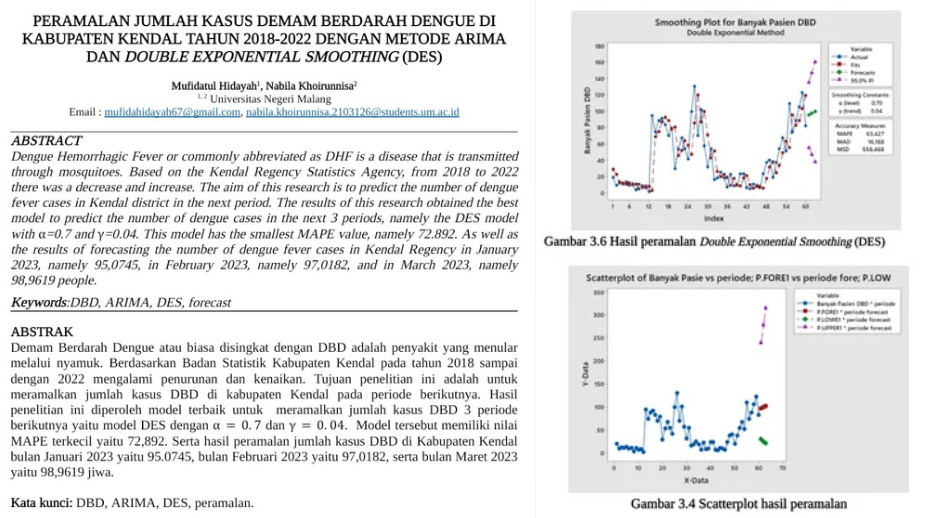 PERAMALAN JUMLAH KASUS DEMAM BERDARAH DENGUE DI
KABUPATEN KENDAL TAHUN 2018-2022 DENGAN METODE ARIMA
DAN DOUBLE EXPONENTIAL SMOOTHING (DES)
Mufidatul Hidayah¹, Nabila Khoirunnisa²
¹, ² Universitas Negeri Malang
Email : mufidahidayah67@gmail.com, nabila.khoirunnisa.2103126@students.um.ac.id
ABSTRACT
Dengue Hemorrhagic Fever or commonly abbreviated as DHF is a disease that is transmitted
through mosquitoes. Based on the Kendal Regency Statistics Agency, from 2018 to 2022
there was a decrease and increase. The aim of this research is to predict the number of dengue
fever cases in Kendal district in the next period. The results of this research obtained the best
model to predict the number of dengue cases in the next 3 periods, namely the DES model
with α=0.7 and γ=0.04. This model has the smallest MAPE value, namely 72.892. As well as
the results of forecasting the number of dengue fever cases in Kendal Regency in January
2023, namely 95,0745, in February 2023, namely 97,0182, and in March 2023, namely
98,9619 people.
Keywords:DBD, ARIMA, DES, forecast
ABSTRAK
Demam Berdarah Dengue atau biasa disingkat dengan DBD adalah penyakit yang menular
melalui nyamuk. Berdasarkan Badan Statistik Kabupaten Kendal pada tahun 2018 sampai
dengan 2022 mengalami penurunan dan kenaikan. Tujuan penelitian ini adalah untuk
meramalkan jumlah kasus DBD di kabupaten Kendal pada periode berikutnya. Hasil
penelitian ini diperoleh model terbaik untuk meramalkan jumlah kasus DBD 3 periode
berikutnya yaitu model DES dengan α = 0.7 dan γ = 0.04. Model tersebut memiliki nilai
MAPE terkecil yaitu 72,892. Serta hasil peramalan jumlah kasus DBD di Kabupaten Kendal
bulan Januari 2023 yaitu 95.0745, bulan Februari 2023 yaitu 97,0182, serta bulan Maret 2023
yaitu 98,9619 jiwa.
Kata kunci: DBD, ARIMA, DES, peramalan.
Smoothing Plot for Banyak Pasien DBD
Double Exponential Method
Banyak Pasien DBD
180
160
140
120
100
80
60
40
20
0
1 6 12 18 24 30 36 42 48 54 60
Index
Variable
Actual
Fits
Forecasts
95.0% PI
Smoothing Constants
α (level) 0.70
γ (trend) 0.04
Accuracy Measures
MAPE 63,427
MAD 16,188
MSD 558,468
Gambar 3.6 Hasil peramalan Double Exponential Smoothing (DES)
Scatterplot of Banyak Pasie vs periode; P.FORE1 vs periode fore; P.LOW
Y-Data
350
300
250
200
150
100
50
0
0 10 20 30 40 50 60 70
X-Data
Variable
Banyak Pasien DBD * periode
P.FORE1 * periode forecast
P.LOWE1 * periode forecast
P.UPPER1 * periode forecast
Gambar 3.4 Scatterplot hasil peramalan